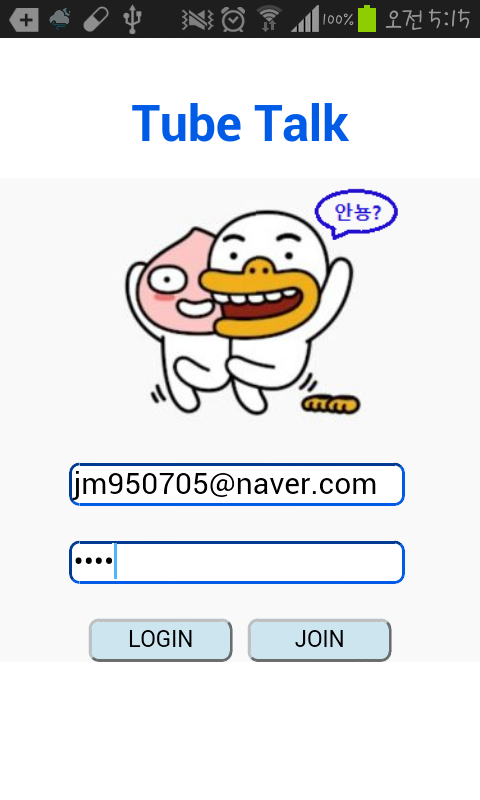 100% 오전 5:15
Tube Talk
안뇽?
jm950705@naver.com
••••
LOGIN JOIN